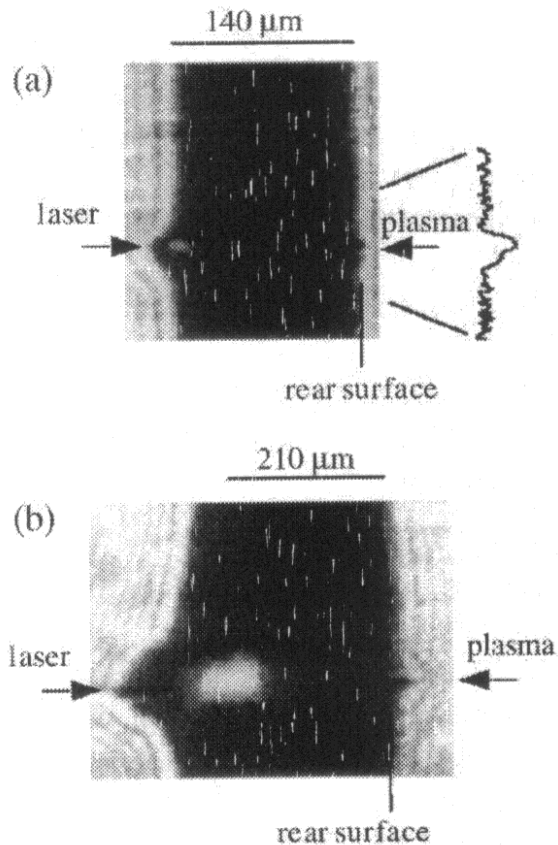 140 µm
(a)
laser
plasma
rear surface
210 µm
(b)
laser
plasma
rear surface